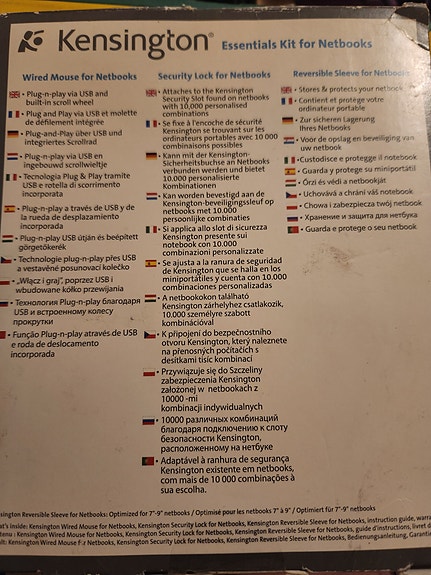 Kensington® Essentials Kit for Netbooks
Wired Mouse for Netbooks
• Plug-n-play via USB and
built-in scroll wheel
• Plug and Play via USB et molette
de défilement intégrée
• Plug-and-Play über USB und
integriertes Scrollrad
• Plug-n-play via USB en
ingebouwd scrollwieltje
• Tecnologia Plug & Play tramite
USB e rotella di scorrimento
incorporata
• Plug-n-play a través de USB y de
la rueda de desplazamiento
incorporada
• Plug-n-play USB útján és beépített
görgetőkerék
• Technologie plug-n-play přes USB
a vestavěné posouvací kolečko
• „Włącz i graj”, poprzez USB i
wbudowane kółko przewijania
• Технология Plug-n-play благодаря
USB и встроенному колесу
прокрутки
• Função Plug-n-play através de USB
e roda de deslocamento
incorporada
Security Lock for Netbooks
• Attaches to the Kensington
Security Slot found on netbooks
with 10,000 personalised
combinations
• Se fixe à l'encoche de sécurité
Kensington se trouvant sur les
ordinateurs portables avec 10 000
combinaisons possibles
• Kann mit der Kensington-
Sicherheitsbuchse an Netbooks
verbunden werden und bietet
10.000 personalisierte
Kombinationen
• Kan worden bevestigd aan de
Kensington-beveiligingssleuf op
netbooks met 10.000
persoonlijke combinaties
• Si applica allo slot di sicurezza
Kensington presente sui
notebook con 10.000
combinazioni personalizzate
• Se ajusta a la ranura de seguridad
de Kensington que se halla en los
miniportátiles y cuenta con 10.000
combinaciones personalizadas
• A netbookokon található
Kensington zárhelyhez csatlakozik,
10.000 személyre szabott
kombinációval
• K připojení do bezpečnostního
otvoru Kensington, který naleznete
na přenosných počítačích s
desítkami tisíc kombinací
• Przywiązuje się do Szczeliny
zabezpieczenia Kensington
założonej w netbookach z
10000 -mi
kombinacji indywidualnych
• 10000 различных комбинаций
благодаря подключению к слоту
безопасности Kensington,
расположенному на нетбуке
• Adaptável à ranhura de segurança
Kensington existente em netbooks,
com mais de 10 000 combinações à
sua escolha.
Reversible Sleeve for Netbooks
• Stores & protects your netbook
• Contient et protège votre
ordinateur portable
• Zur sicheren Lagerung
Ihres Netbooks
• Voor de opslag en beveiliging van
uw netbook
• Custodisce e protegge il notebook
• Guarda y protege su miniportátil
• Őrzi és védi a netbookját
• Uchovává a chrání váš netbook
• Chowa i zabezpiecza twój netbook
• Хранение и защита для нетбука
• Guarda e protege o seu netbook
Kensington Reversible Sleeve for Netbooks: Optimized for 7"-9" netbooks / Optimisé pour les netbooks 7" à 9" / Optimiert für 7"-9" netbooks
What's inside: Kensington Wired Mouse for Netbooks, Kensington Security Lock for Netbooks, Kensington Reversible Sleeve for Netbooks, instruction guide,
Kensington Wired Mouse for Netbooks, Kensington Security Lock for Netbooks, Kensington Reversible Sleeve for Netbooks, guide d'instructions, livret
Kensington Wired Mouse for Netbooks, Kensington Security Lock for Netbooks, Kensington Reversible Sleeve for Netbooks, Bedienungsanleitung,